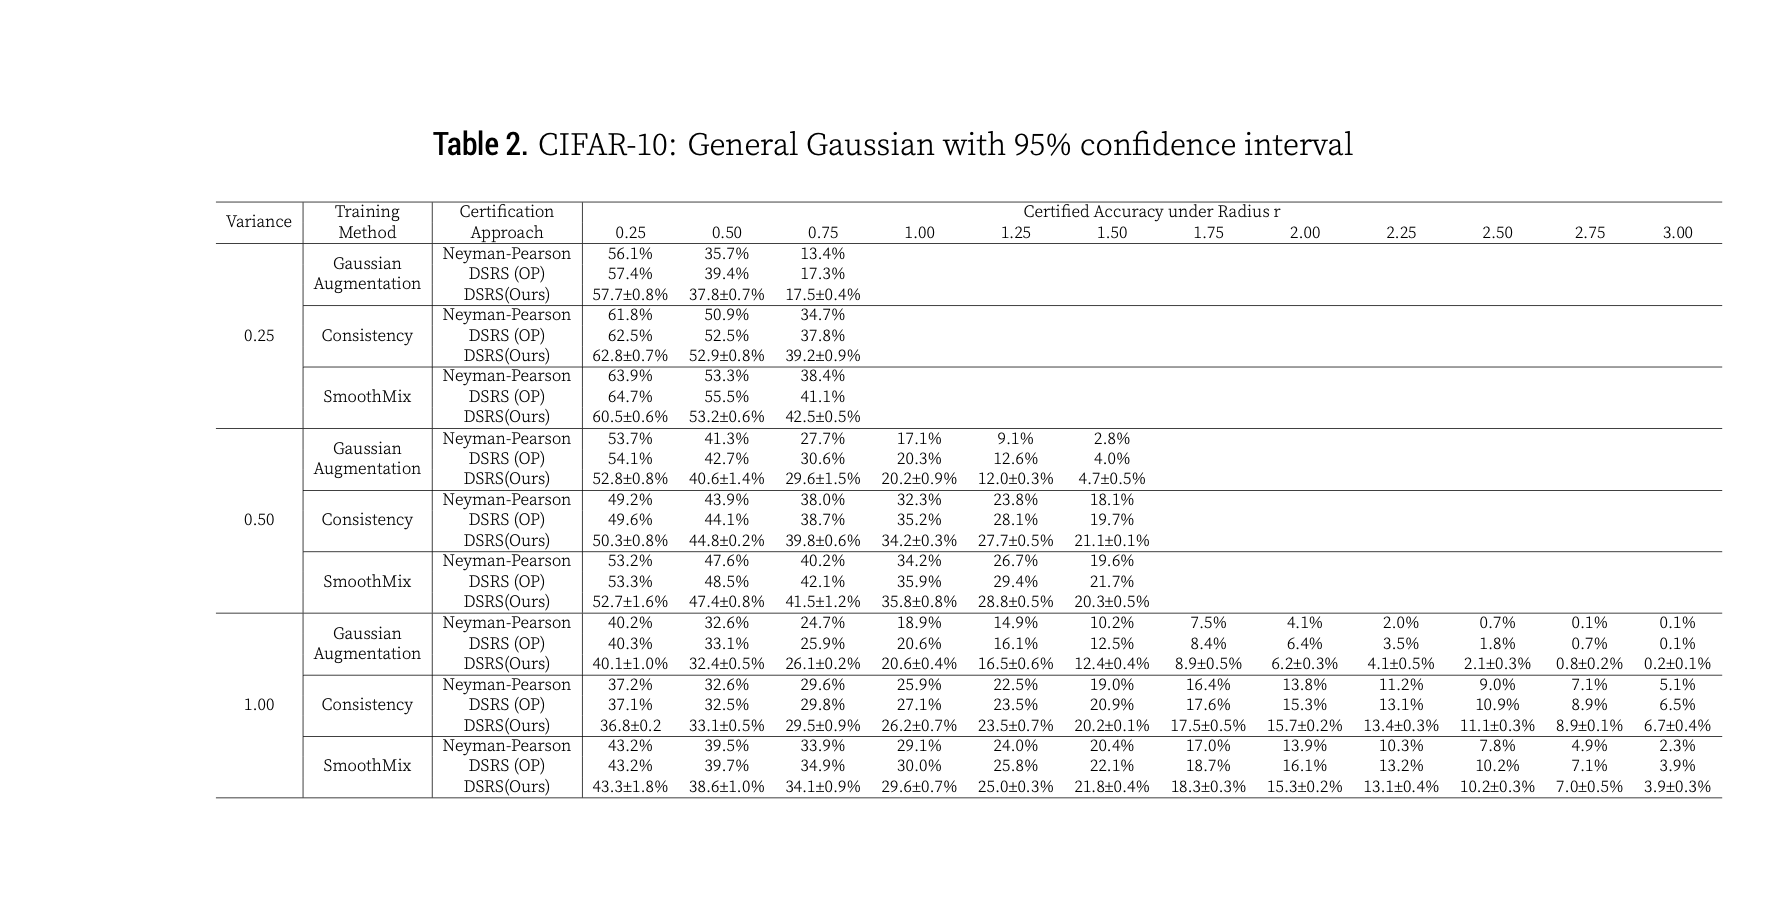 Table 2. CIFAR-10: General Gaussian with 95% confidence interval
Variance Training Method Certification Approach Certified Accuracy under Radius r
0.25 0.50 0.75 1.00 1.25 1.50 1.75 2.00 2.25 2.50 2.75 3.00
0.25
Gaussian Augmentation
Neyman-Pearson 56.1% 35.7% 13.4%
DSRS (OP) 57.4% 39.4% 17.3%
DSRS(Ours) 57.7±0.8% 37.8±0.7% 17.5±0.4%
Consistency
Neyman-Pearson 61.8% 50.9% 34.7%
DSRS (OP) 62.5% 52.5% 37.8%
DSRS(Ours) 62.8±0.7% 52.9±0.8% 39.2±0.9%
SmoothMix
Neyman-Pearson 63.9% 53.3% 38.4%
DSRS (OP) 64.7% 55.5% 41.1%
DSRS(Ours) 60.5±0.6% 53.2±0.6% 42.5±0.5%
0.50
Gaussian Augmentation
Neyman-Pearson 53.7% 41.3% 27.7% 17.1% 9.1% 2.8%
DSRS (OP) 54.1% 42.7% 30.6% 20.3% 12.6% 4.0%
DSRS(Ours) 52.8±0.8% 40.6±1.4% 29.6±1.5% 20.2±0.9% 12.0±0.3% 4.7±0.5%
Consistency
Neyman-Pearson 49.2% 43.9% 38.0% 32.3% 23.8% 18.1%
DSRS (OP) 49.6% 44.1% 38.7% 35.2% 28.1% 19.7%
DSRS(Ours) 50.3±0.8% 44.8±0.2% 39.8±0.6% 34.2±0.3% 27.7±0.5% 21.1±0.1%
SmoothMix
Neyman-Pearson 53.2% 47.6% 40.2% 34.2% 26.7% 19.6%
DSRS (OP) 53.3% 48.5% 42.1% 35.9% 29.4% 21.7%
DSRS(Ours) 52.7±1.6% 47.4±0.8% 41.5±1.2% 35.8±0.8% 28.8±0.5% 20.3±0.5%
1.00
Gaussian Augmentation
Neyman-Pearson 40.2% 32.6% 24.7% 18.9% 14.9% 10.2% 7.5% 4.1% 2.0% 0.7% 0.1% 0.1%
DSRS (OP) 40.3% 33.1% 25.9% 20.6% 16.1% 12.5% 8.4% 6.4% 3.5% 1.8% 0.7% 0.1%
DSRS(Ours) 40.1±1.0% 32.4±0.5% 26.1±0.2% 20.6±0.4% 16.5±0.6% 12.4±0.4% 8.9±0.5% 6.2±0.3% 4.1±0.5% 2.1±0.3% 0.8±0.2% 0.2±0.1%
Consistency
Neyman-Pearson 37.2% 32.6% 29.6% 25.9% 22.5% 19.0% 16.4% 13.8% 11.2% 9.0% 7.1% 5.1%
DSRS (OP) 37.1% 32.5% 29.8% 27.1% 23.5% 20.9% 17.6% 15.3% 13.1% 10.9% 8.9% 6.5%
DSRS(Ours) 36.8±0.2 33.1±0.5% 29.5±0.9% 26.2±0.7% 23.5±0.7% 20.2±0.1% 17.5±0.5% 15.7±0.2% 13.4±0.3% 11.1±0.3% 8.9±0.1% 6.7±0.4%
SmoothMix
Neyman-Pearson 43.2% 39.5% 33.9% 29.1% 24.0% 20.4% 17.0% 13.9% 10.3% 7.8% 4.9% 2.3%
DSRS (OP) 43.2% 39.7% 34.9% 30.0% 25.8% 22.1% 18.7% 16.1% 13.2% 10.2% 7.1% 3.9%
DSRS(Ours) 43.3±1.8% 38.6±1.0% 34.1±0.9% 29.6±0.7% 25.0±0.3% 21.8±0.4% 18.3±0.3% 15.3±0.2% 13.1±0.4% 10.2±0.3% 7.0±0.5% 3.9±0.3%